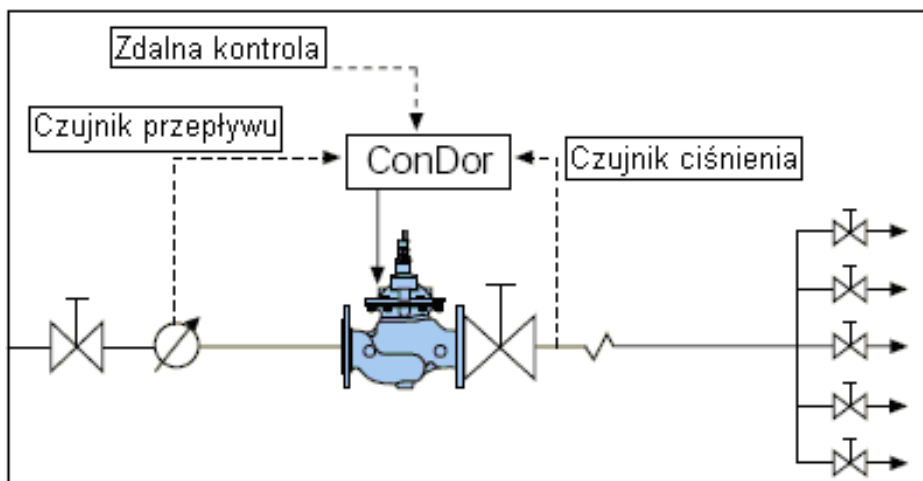 Zdalna kontrola
Czujnik przepływu
ConDor
Czujnik ciśnienia